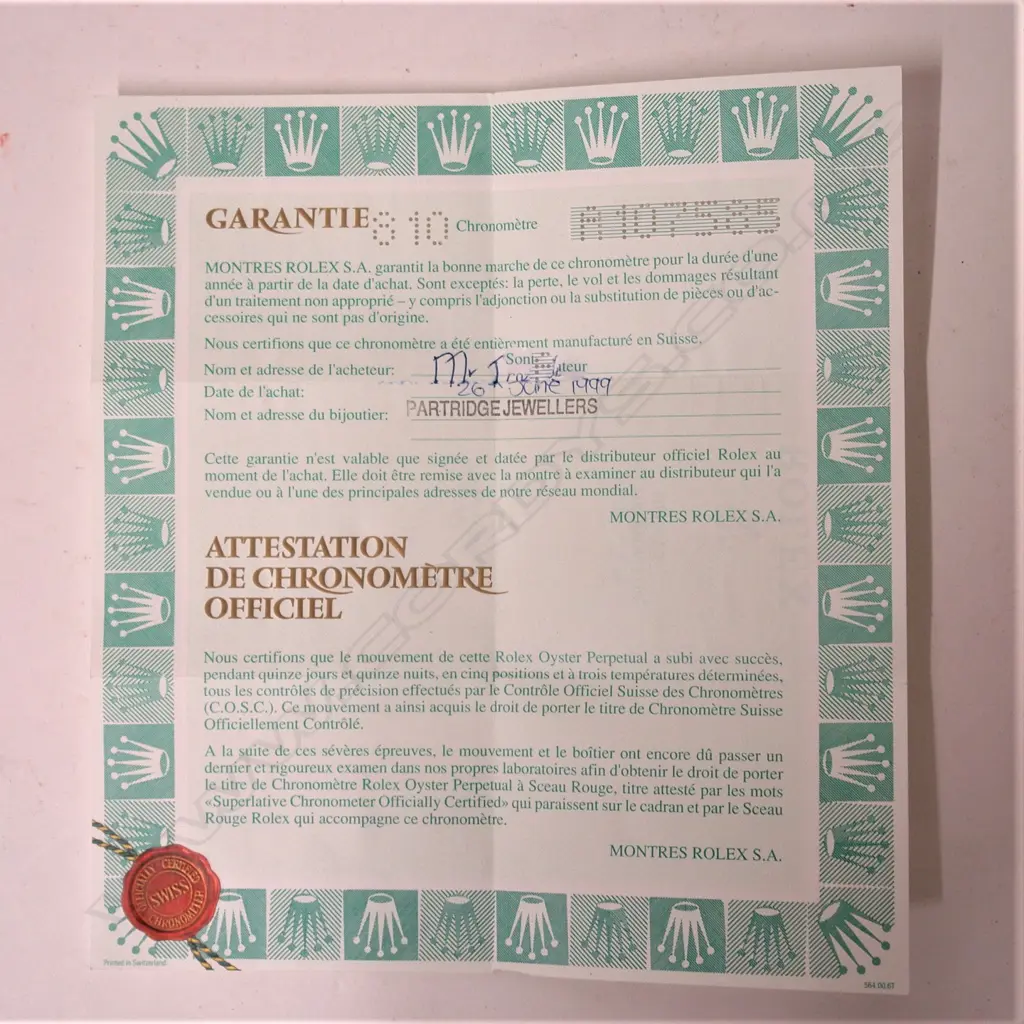 GARANTIE 810 Chronomètre
MONTRES ROLEX S.A. garantit la bonne marche de ce chronomètre pour la durée d'une
année à partir de la date d'achat. Sont exceptés: la perte, le vol et les dommages résultant
d'un traitement non approprié – y compris l'adjonction ou la substitution de pièces ou d'ac-
cessoires qui ne sont pas d'origine.
Nous certifions que ce chronomètre a été entièrement manufacturé en Suisse.
Nom et adresse de l'acheteur: Mr
Date de l'achat: 26 June 1999
Nom et adresse du bijoutier: PARTRIDGE JEWELLERS
Cette garantie n'est valable que signée et datée par le distributeur officiel Rolex au
moment de l'achat. Elle doit être remise avec la montre à examiner au distributeur qui l'a
vendue ou à l'une des principales adresses de notre réseau mondial.
MONTRES ROLEX S.A.
ATTESTATION
DE CHRONOMÈTRE
OFFICIEL
Nous certifions que le mouvement de cette Rolex Oyster Perpetual a subi avec succès,
pendant quinze jours et quinze nuits, en cinq positions et à trois températures déterminées,
tous les contrôles de précision effectués par le Contrôle Officiel Suisse des Chronomètres
(C.O.S.C.). Ce mouvement a ainsi acquis le droit de porter le titre de Chronomètre Suisse
Officiellement Contrôlé.
A la suite de ces sévères épreuves, le mouvement et le boîtier ont encore dû passer un
dernier et rigoureux examen dans nos propres laboratoires afin d'obtenir le droit de porter
le titre de Chronomètre Rolex Oyster Perpetual à Sceau Rouge, titre attesté par les mots
«Superlative Chronometer Officially Certified» qui paraissent sur le cadran et par le Sceau
Rouge Rolex qui accompagne ce chronomètre.
MONTRES ROLEX S.A.
OFFICIALLY CERTIFIED
SWISS
CHRONOMETER
Printed in Switzerland
564.00.67